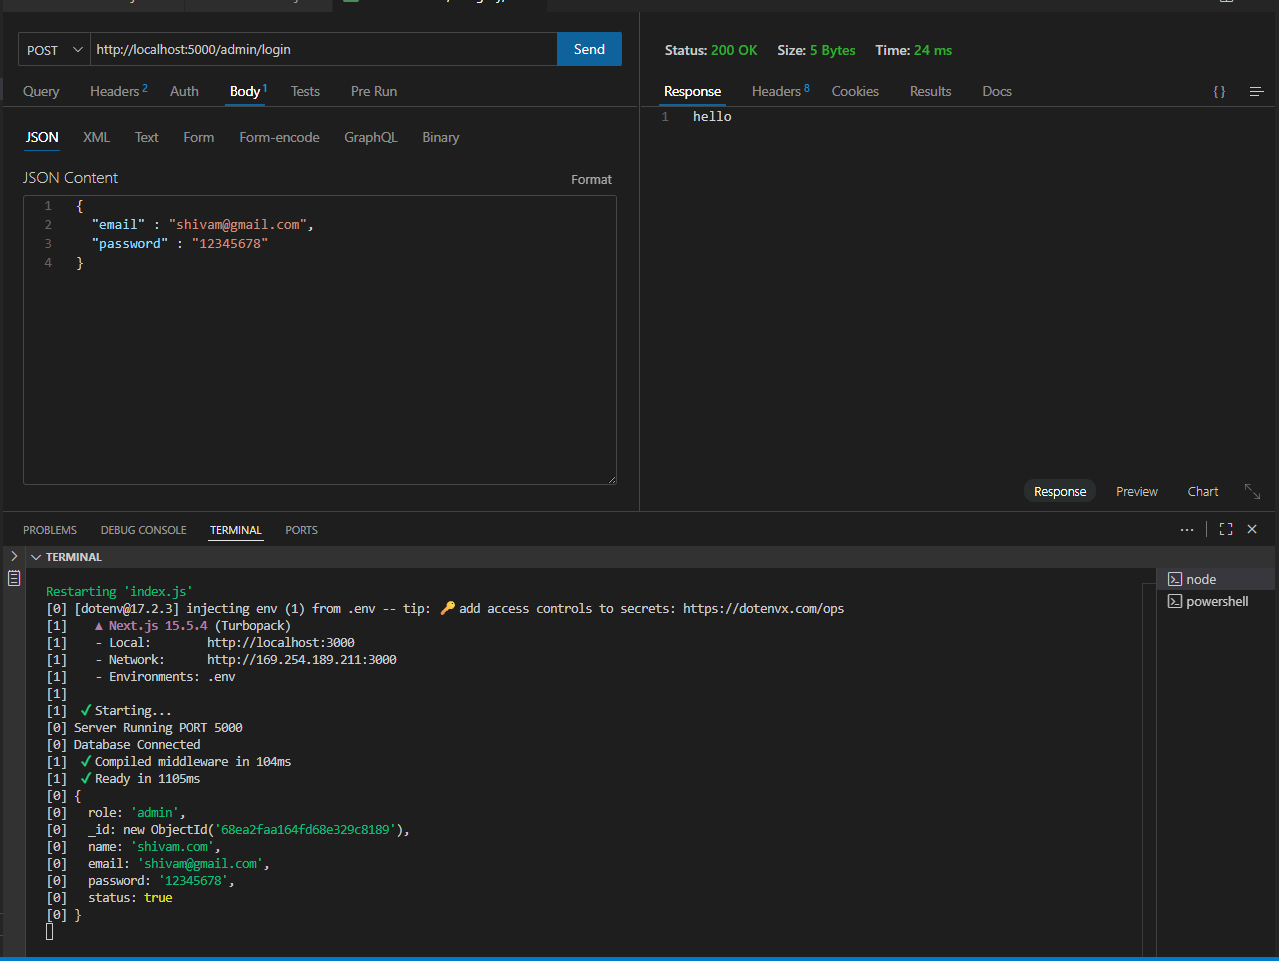 POST http://localhost:5000/admin/login Send
Query Headers 2 Auth Body 1 Tests Pre Run
JSON XML Text Form Form-encode GraphQL Binary
JSON Content Format
1 {
2 "email" : "shivam@gmail.com",
3 "password" : "12345678"
4 }
Status: 200 OK Size: 5 Bytes Time: 24 ms
Response Headers 8 Cookies Results Docs {}
1 hello
Response Preview Chart
PROBLEMS DEBUG CONSOLE TERMINAL PORTS
TERMINAL
Restarting 'index.js'
[0] [dotenv@17.2.3] injecting env (1) from .env -- tip: 🔑 add access controls to secrets: https://dotenvx.com/ops
[1] ▲ Next.js 15.5.4 (Turbopack)
[1] - Local: http://localhost:3000
[1] - Network: http://169.254.189.211:3000
[1] - Environments: .env
[1]
[1] ✓ Starting...
[0] Server Running PORT 5000
[0] Database Connected
[1] ✓ Compiled middleware in 104ms
[1] ✓ Ready in 1105ms
[0] {
[0] role: 'admin',
[0] _id: new ObjectId('68ea2faa164fd68e329c8189'),
[0] name: 'shivam.com',
[0] email: 'shivam@gmail.com',
[0] password: '12345678',
[0] status: true
[0] }
node
powershell